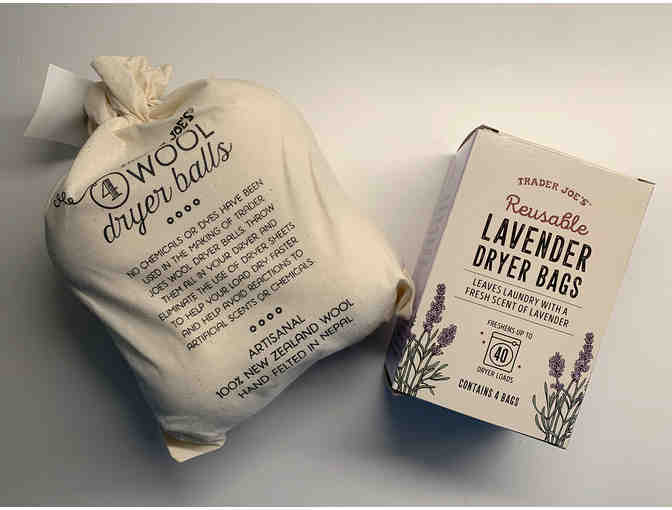 JOE'S
4 WOOL
dryer balls
NO CHEMICALS OR DYES HAVE BEEN
USED IN THE MAKING OF TRADER
JOES WOOL DRYER BALLS. THROW
THEM ALL IN YOUR DRYER, AND
ELIMINATE THE USE OF DRYER SHEETS
TO HELP YOUR LOAD DRY FASTER
AND HELP AVOID REACTIONS TO
ARTIFICIAL SCENTS OR CHEMICALS.
ARTISANAL
100% NEW ZEALAND WOOL
HAND FELTED IN NEPAL
TRADER JOE'S
Reusable
LAVENDER
DRYER BAGS
LEAVES LAUNDRY WITH A
FRESH SCENT OF LAVENDER
FRESHENS UP TO
40
DRYER LOADS
CONTAINS 4 BAGS